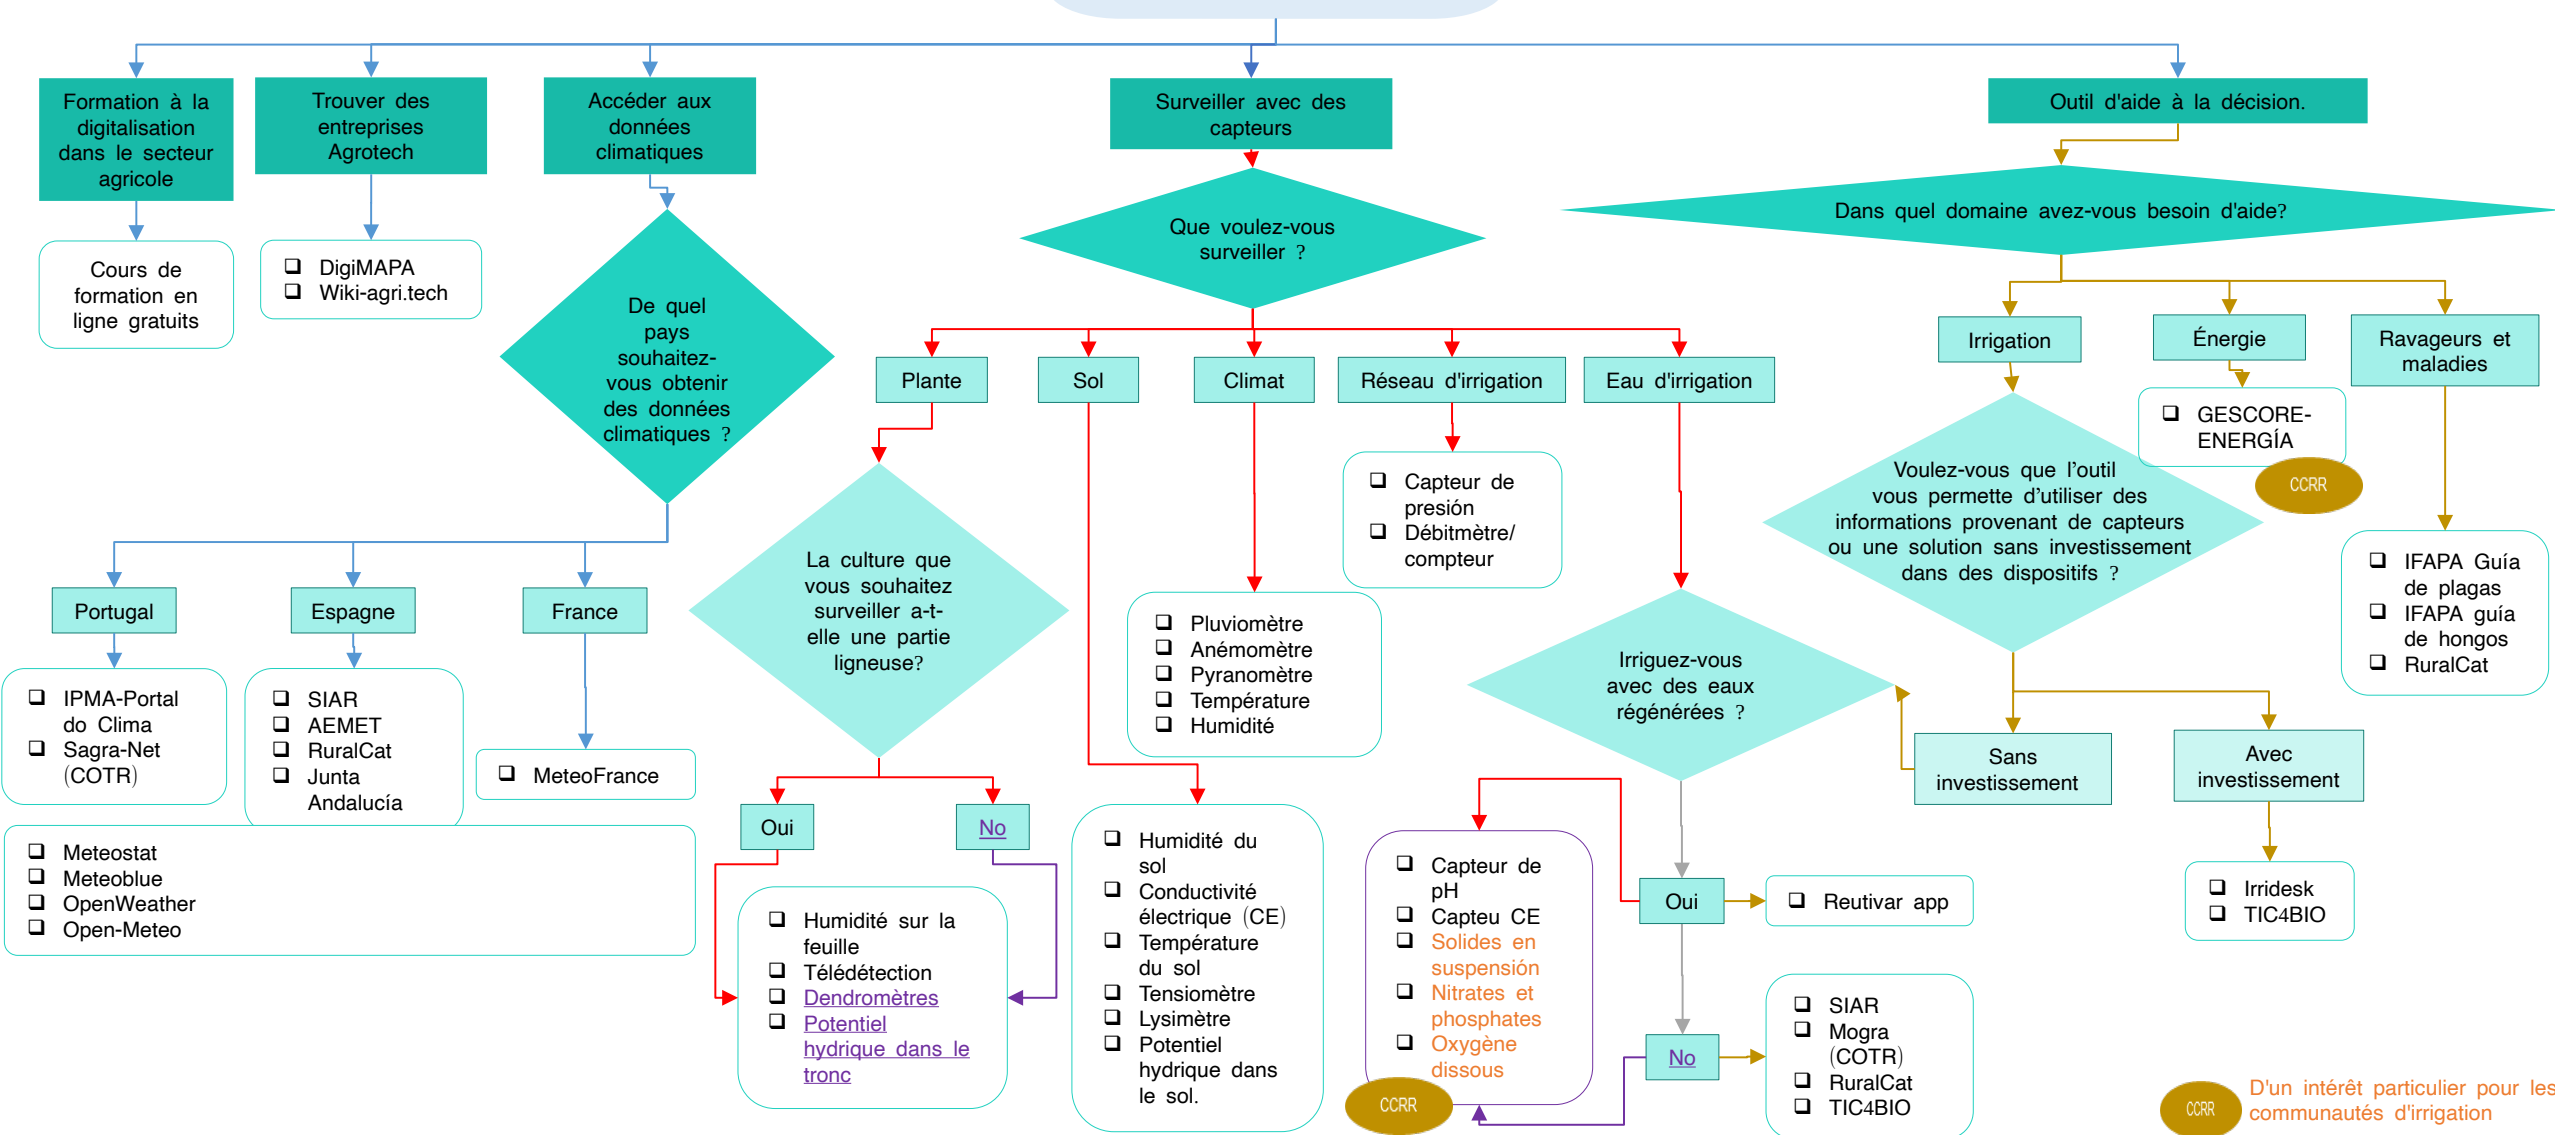 Formation à la
digitalisation
dans le secteur
agricole
Trouver des
entreprises
Agrotech
Accéder aux
données
climatiques
Surveiller avec des
capteurs
Outil d'aide à la décision.
Cours de
formation en
ligne gratuits
DigiMAPA
Wiki-agri.tech
De quel
pays
souhaitez-
vous obtenir
des données
climatiques ?
Que voulez-vous
surveiller ?
Dans quel domaine avez-vous besoin d'aide?
Plante
Sol
Climat
Réseau d'irrigation
Eau d'irrigation
Irrigation
Énergie
Ravageurs et
maladies
GESCORE-
ENERGÍA
CCRR
Capteur de
presión
Débitmètre/
compteur
Voulez-vous que l’outil
vous permette d’utiliser des
informations provenant de capteurs
ou une solution sans investissement
dans des dispositifs ?
IFAPA Guía
de plagas
IFAPA guía
de hongos
RuralCat
Portugal
Espagne
France
La culture que
vous souhaitez
surveiller a-t-
elle une partie
ligneuse?
Pluviomètre
Anémomètre
Pyranomètre
Température
Humidité
Irriguez-vous
avec des eaux
régénérées ?
IPMA-Portal
do Clima
Sagra-Net
(COTR)
SIAR
AEMET
RuralCat
Junta
Andalucía
MeteoFrance
Sans
investissement
Avec
investissement
Meteostat
Meteoblue
OpenWeather
Open-Meteo
Oui
No
Humidité sur la
feuille
Télédétection
Dendromètres
Potentiel
hydrique dans le
tronc
Humidité du
sol
Conductivité
électrique (CE)
Température
du sol
Tensiomètre
Lysimètre
Potentiel
hydrique dans
le sol.
Capteur de
pH
Capteu CE
Solides en
suspensión
Nitrates et
phosphates
Oxygène
dissous
CCRR
Oui
Reutivar app
Irridesk
TIC4BIO
No
SIAR
Mogra
(COTR)
RuralCat
TIC4BIO
CCRR
D'un intérêt particulier pour les
communautés d'irrigation